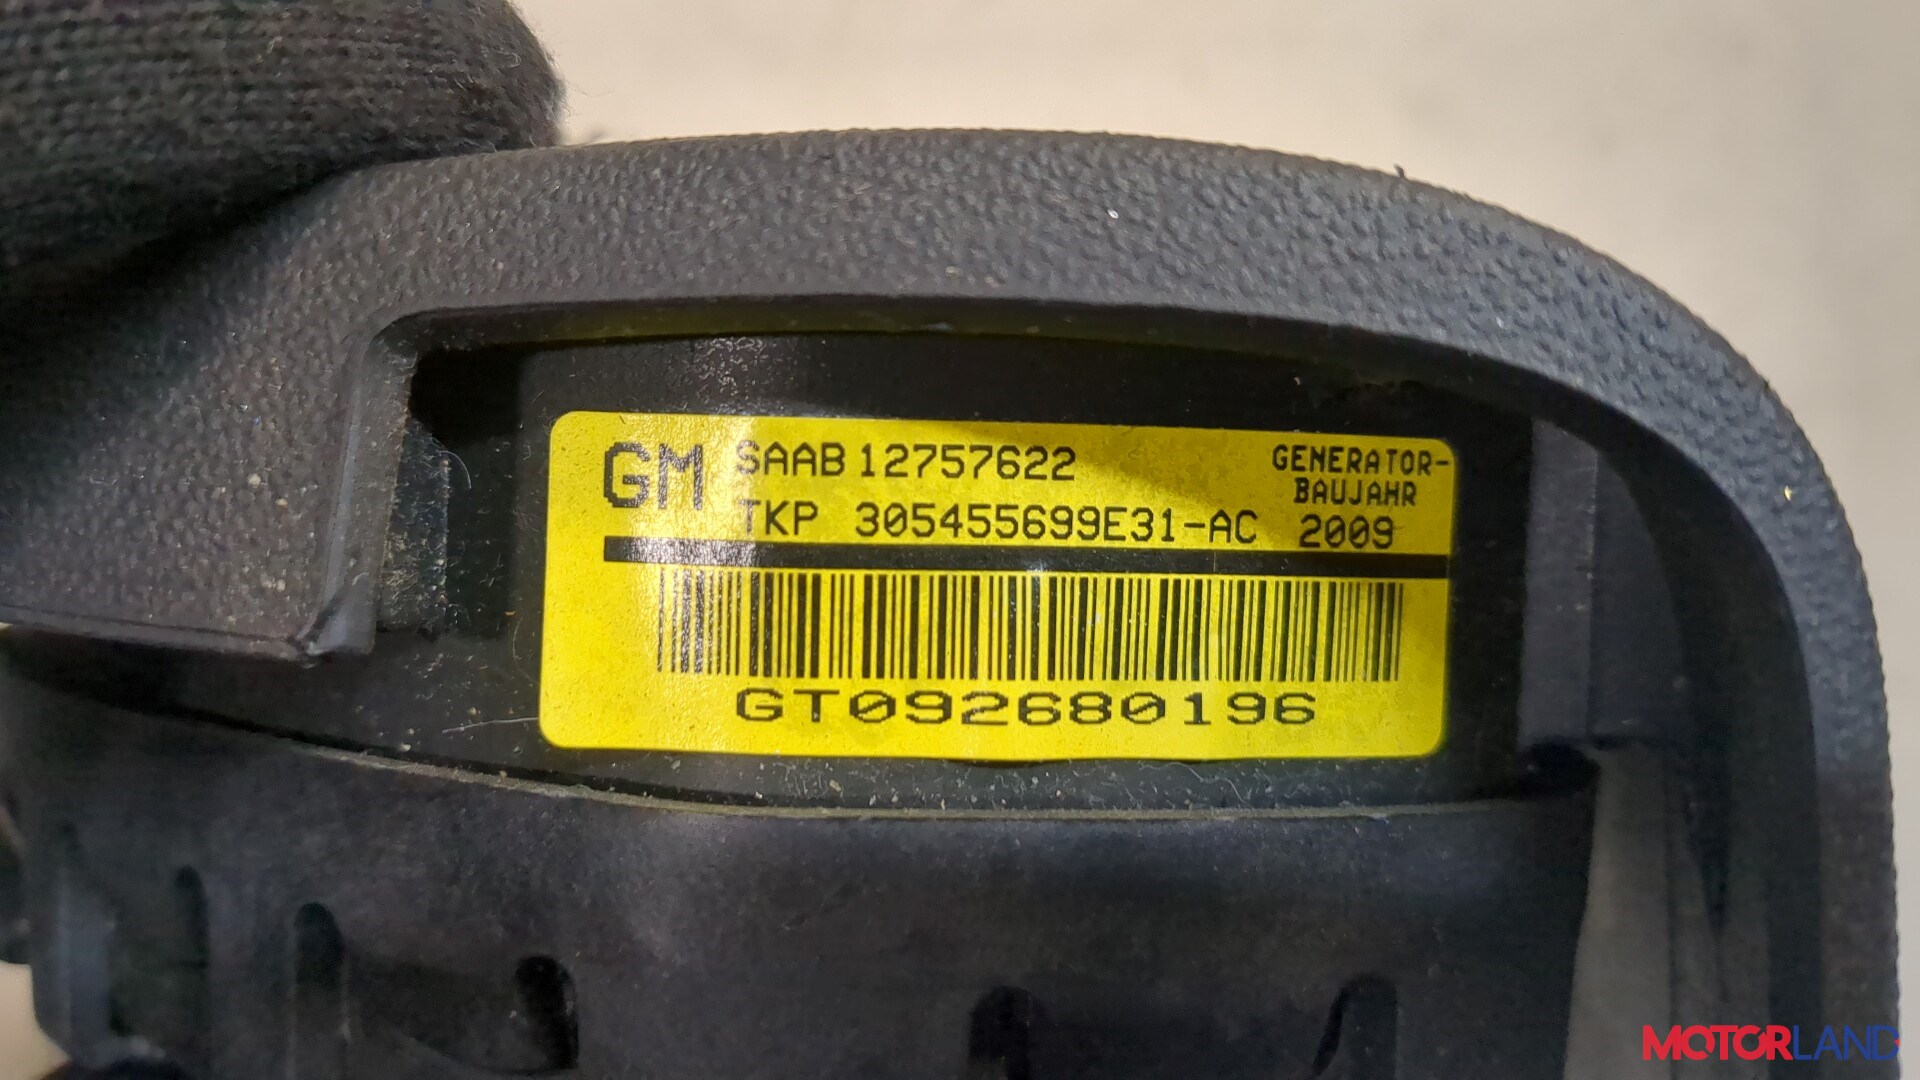 GM SAAB 12757622
TKP 305455699E31-AC
GENERATOR-
BAUJAHR
2009
GT092680196
MOTORLAND